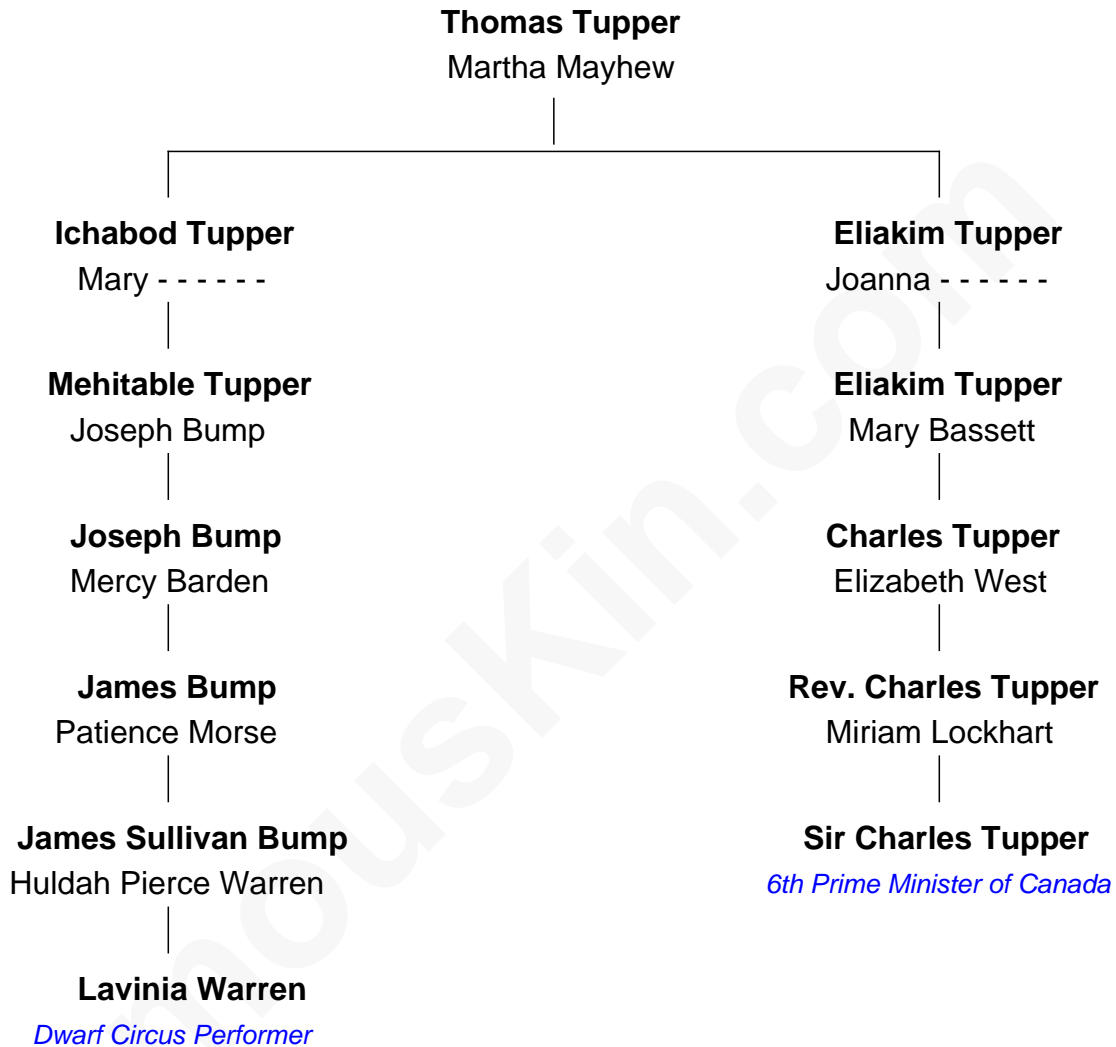 Thomas Tupper
Martha Mayhew
Ichabod Tupper
Mary - - - - - -
Mehitable Tupper
Joseph Bump
Joseph Bump
Mercy Barden
James Bump
Patience Morse
James Sullivan Bump
Huldah Pierce Warren
Lavinia Warren
Dwarf Circus Performer
Eliakim Tupper
Joanna - - - - - -
Eliakim Tupper
Mary Bassett
Charles Tupper
Elizabeth West
Rev. Charles Tupper
Miriam Lockhart
Sir Charles Tupper
6th Prime Minister of Canada
mouskin.com